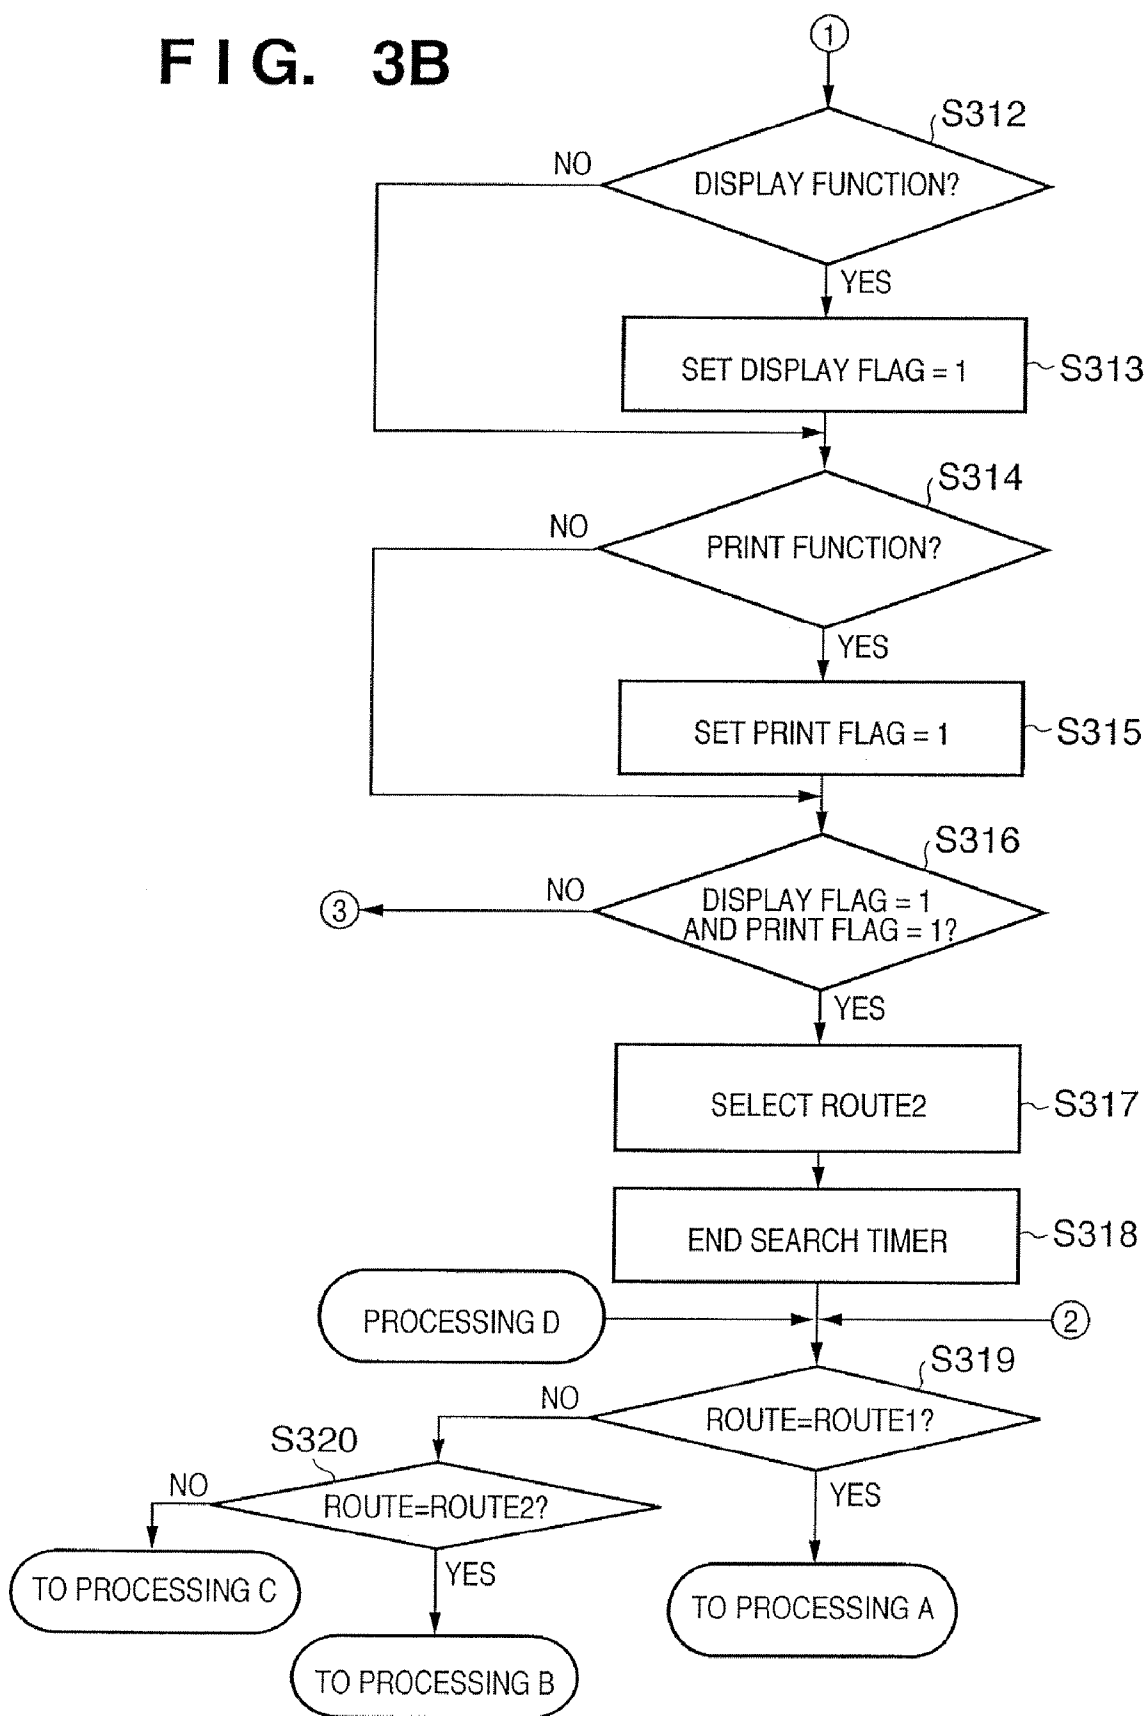 FIG. 3B
1
S312
NO
DISPLAY FUNCTION?
YES
SET DISPLAY FLAG = 1
S313
S314
NO
PRINT FUNCTION?
YES
SET PRINT FLAG = 1
S315
S316
3
NO
DISPLAY FLAG = 1
AND PRINT FLAG = 1?
YES
SELECT ROUTE2
S317
END SEARCH TIMER
S318
PROCESSING D
2
S319
NO
ROUTE=ROUTE1?
S320
NO
ROUTE=ROUTE2?
YES
YES
TO PROCESSING C
TO PROCESSING A
TO PROCESSING B